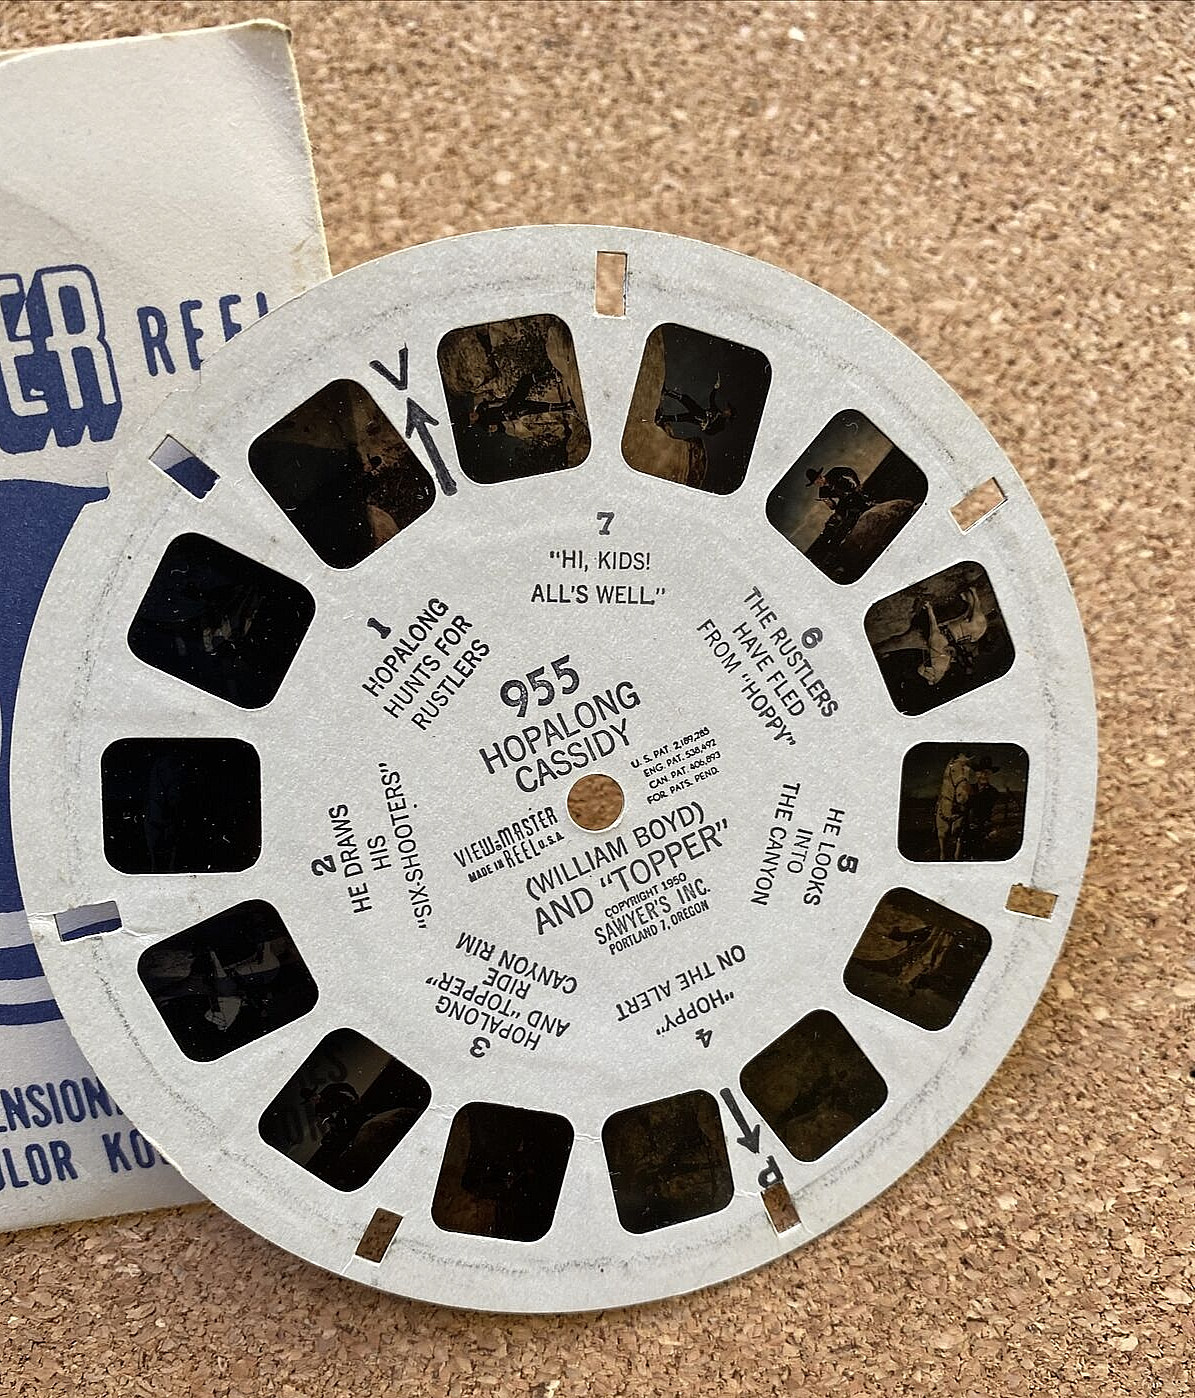 ER REEL
ENSION
OLOR KO
V
7
"HI, KIDS!
ALL'S WELL."
1
HOPALONG
HUNTS FOR
RUSTLERS
2
HE DRAWS
HIS
"SIX-SHOOTERS"
3
HOPALONG
AND "TOPPER"
RIDE
CANYON RIM
4
"HOPPY"
ON THE ALERT
5
HE LOOKS
INTO
THE CANYON
6
THE RUSTLERS
HAVE FLED
FROM "HOPPY"
955
HOPALONG
CASSIDY
U. S. PAT. 2,189,285
ENG. PAT. 538,492
CAN. PAT. 406,893
FOR. PATS. PEND.
VIEW-MASTER
MADE IN REEL U.S.A.
(WILLIAM BOYD)
AND "TOPPER"
COPYRIGHT 1950
SAWYER'S INC.
PORTLAND 7, OREGON
R